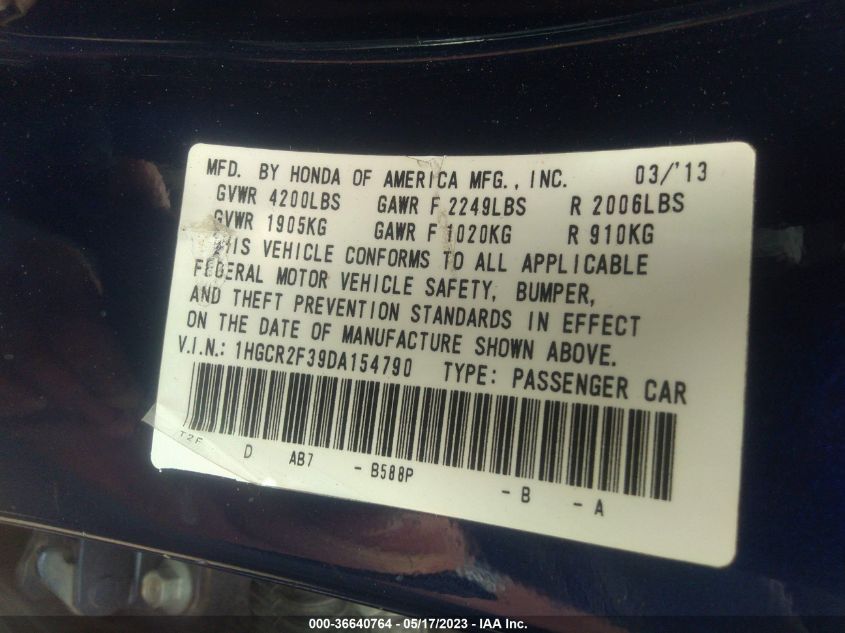 MFD. BY HONDA OF AMERICA MFG., INC. 03/'13
GVWR 4200LBS GAWR F 2249LBS R 2006LBS
GVWR 1905KG GAWR F 1020KG R 910KG
THIS VEHICLE CONFORMS TO ALL APPLICABLE
FEDERAL MOTOR VEHICLE SAFETY, BUMPER,
AND THEFT PREVENTION STANDARDS IN EFFECT
ON THE DATE OF MANUFACTURE SHOWN ABOVE.
V.I.N.: 1HGCR2F39DA154790 TYPE: PASSENGER CAR
T2F D AB7 - B588P - B - A
000-36640764 - 05/17/2023 - IAA Inc.